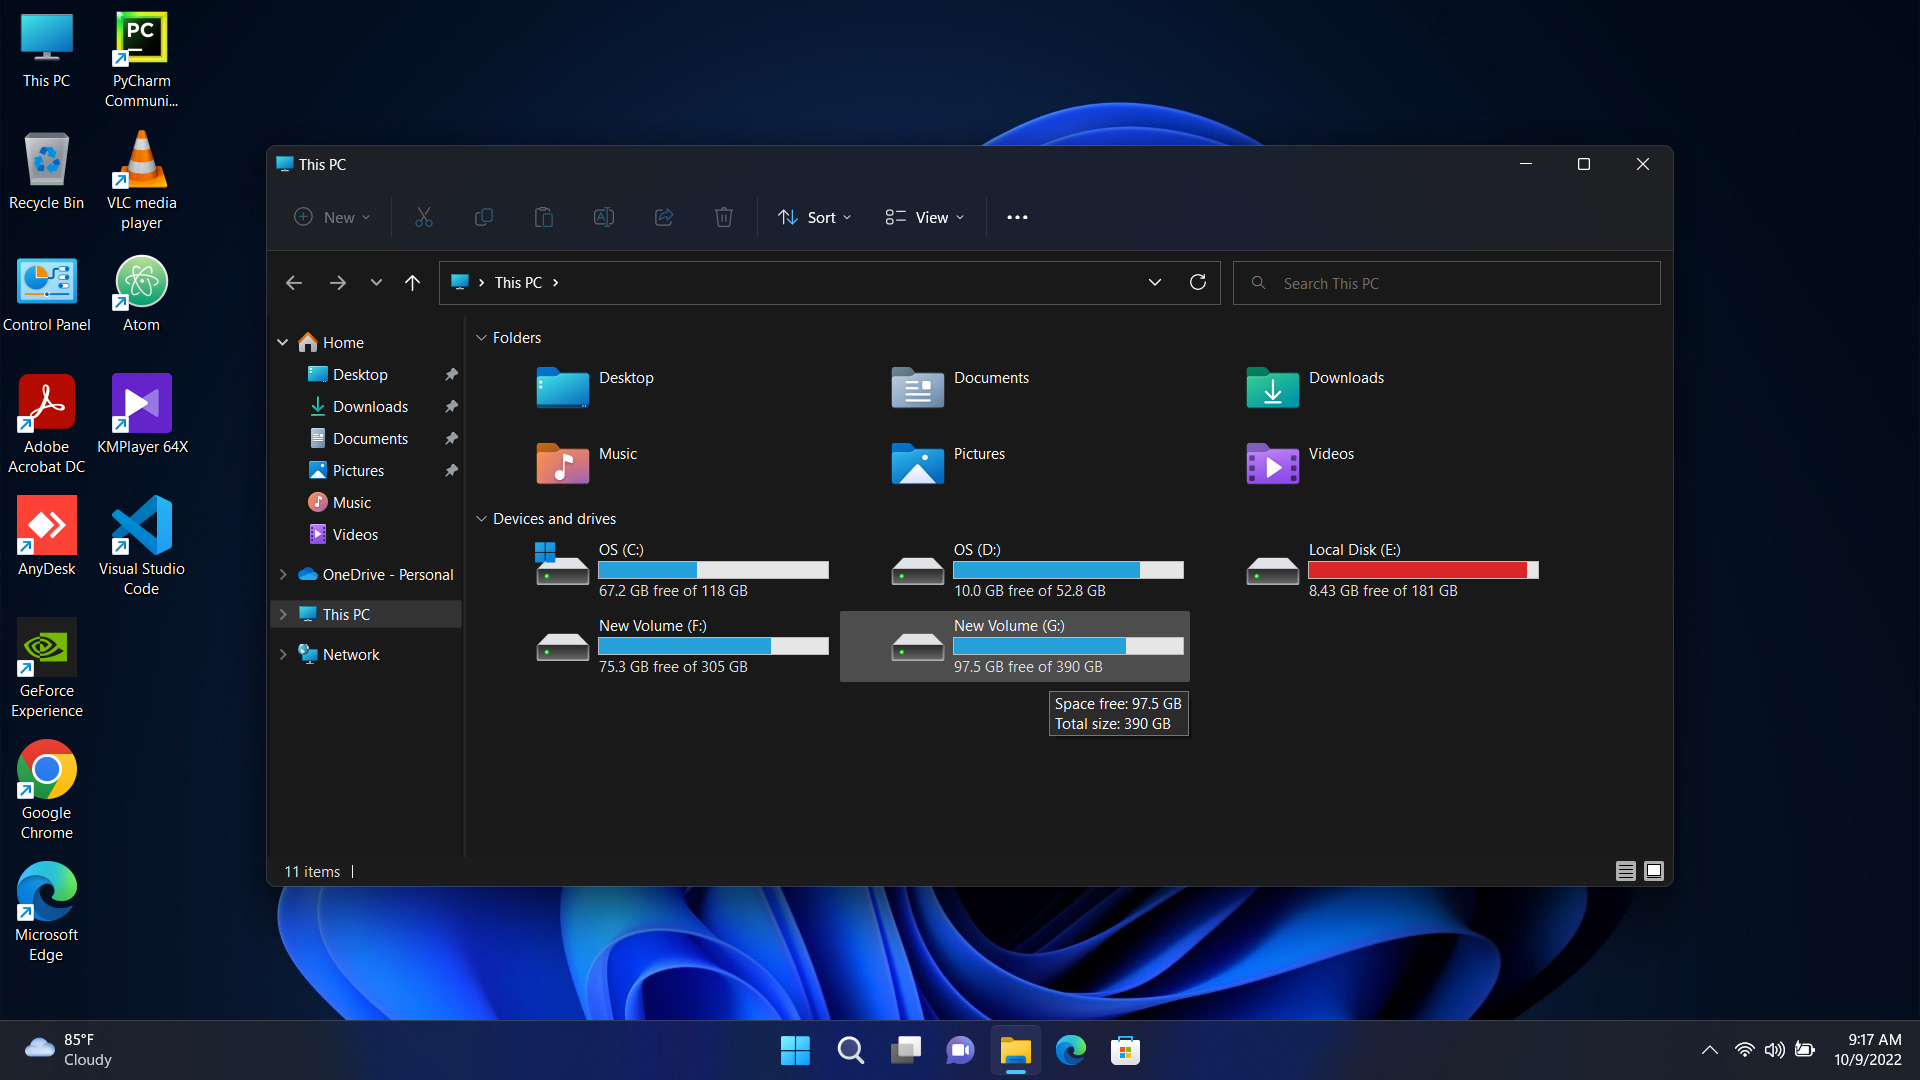 This PC
PC
PyCharm
Communi...
Recycle Bin
VLC media
player
Control Panel
Atom
Adobe
Acrobat DC
KMPlayer 64X
AnyDesk
Visual Studio
Code
GeForce
Experience
Google
Chrome
Microsoft
Edge
This PC
New
Sort
View
This PC
Search This PC
Home
Desktop
Downloads
Documents
Pictures
Music
Videos
OneDrive - Personal
This PC
Network
Folders
Desktop
Documents
Downloads
Music
Pictures
Videos
Devices and drives
OS (C:)
67.2 GB free of 118 GB
OS (D:)
10.0 GB free of 52.8 GB
Local Disk (E:)
8.43 GB free of 181 GB
New Volume (F:)
75.3 GB free of 305 GB
New Volume (G:)
97.5 GB free of 390 GB
Space free: 97.5 GB
Total size: 390 GB
11 items
85°F
Cloudy
9:17 AM
10/9/2022